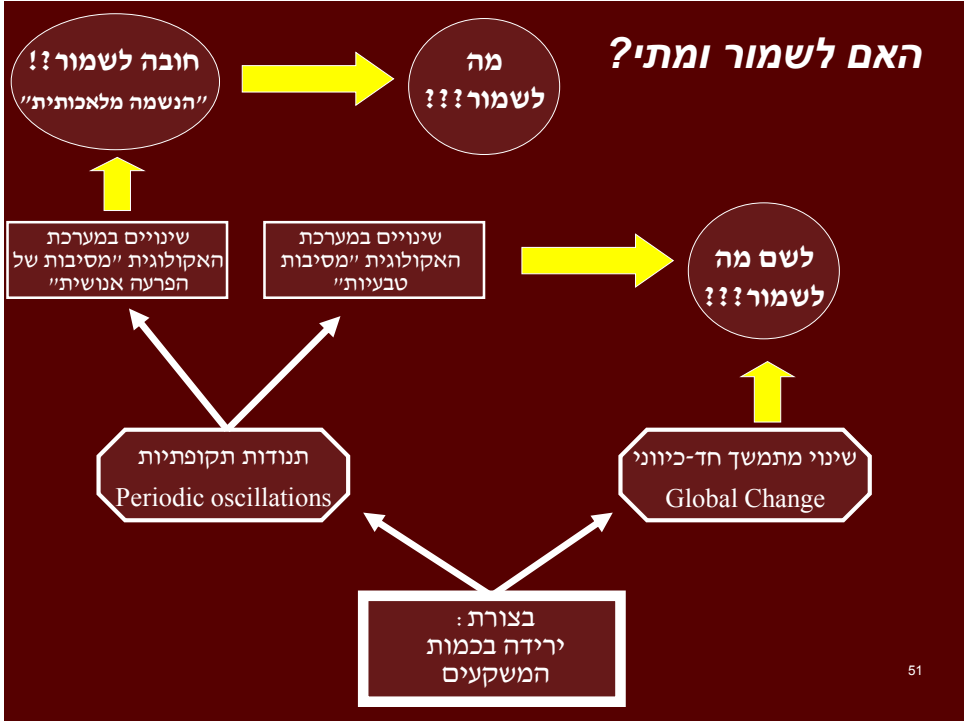 האם לשמור ומתי?
חובה לשמור?!
"הנשמה מלאכותית"
מה
לשמור???
שינויים במערכת
האקולוגית "מסיבות של
הפרעה אנושית"
שינויים במערכת
האקולוגית "מסיבות
טבעיות"
לשם מה
לשמור???
תנודות תקופתיות
Periodic oscillations
שינוי מתמשך חד-כיווני
Global Change
בצורת :
ירידה בכמות
המשקעים
51